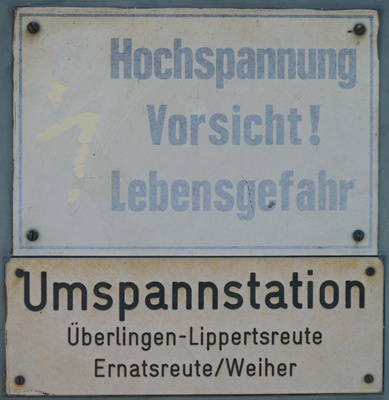 Hochspannung
Vorsicht!
Lebensgefahr
Umspannstation
Überlingen-Lippertsreute
Ernatsreute/Weiher